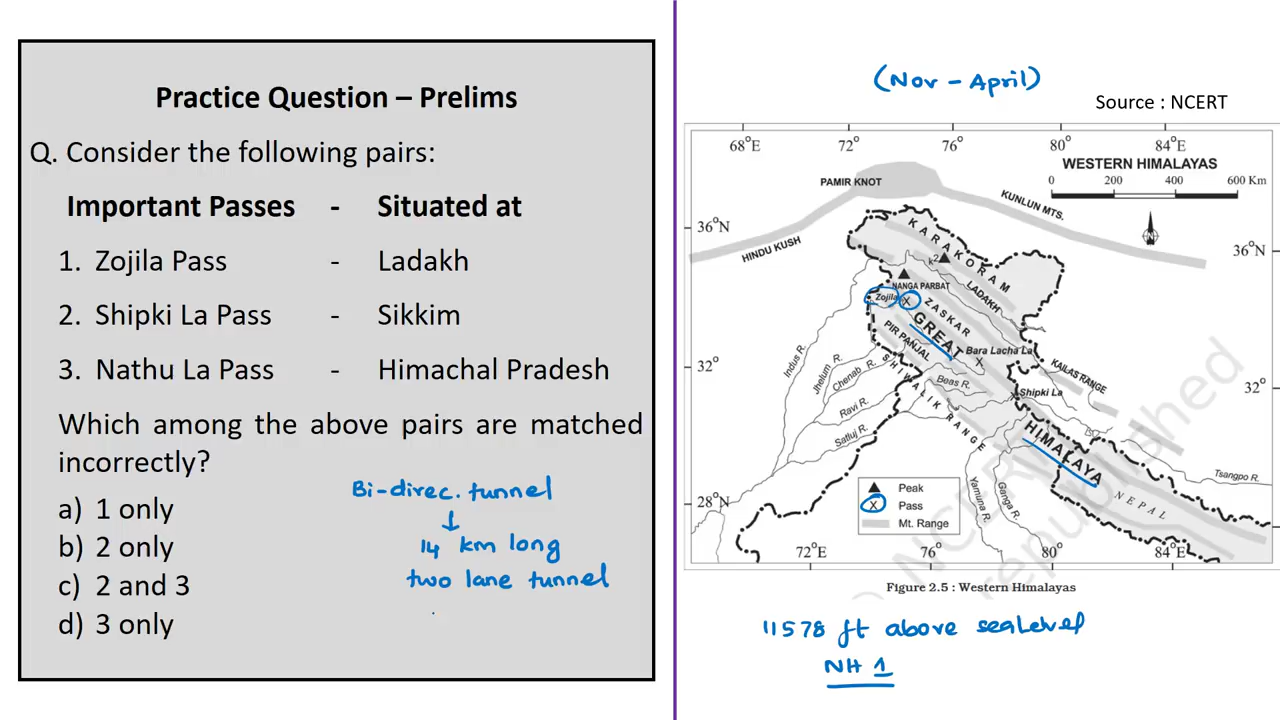 Practice Question – Prelims
Q. Consider the following pairs:
Important Passes - Situated at
1. Zojila Pass - Ladakh
2. Shipki La Pass - Sikkim
3. Nathu La Pass - Himachal Pradesh
Which among the above pairs are matched
incorrectly?
a) 1 only
b) 2 only
c) 2 and 3
d) 3 only
Bi-direc. tunnel
14 km long
two lane tunnel
(Nov - April)
Source : NCERT
68°E 72° 76° 80° 84°E
WESTERN HIMALAYAS
0 200 400 600 Km
N
PAMIR KNOT
KUNLUN MTS.
HINDU KUSH
36°N
36°N
KARAKORAM
K²
NANGA PARBAT
LADAKH
Zojila
X
ZASKAR
GREAT
PIR PANJAL
Bara Lacha La
X
32°
32°
Indus R.
Jhelum R.
Chenab R.
Ravi R.
Satluj R.
Beas R.
SHIWALIK RANGE
KAILAS RANGE
Shipki La
X
HIMALAYA
Tsangpo R.
NEPAL
Yamuna R.
Ganga R.
28°N
28°
Peak
X Pass
Mt. Range
72°E 76° 80° 84°E
© NCERT
republished
Figure 2.5 : Western Himalayas
11578 ft above sealevel
NH 1